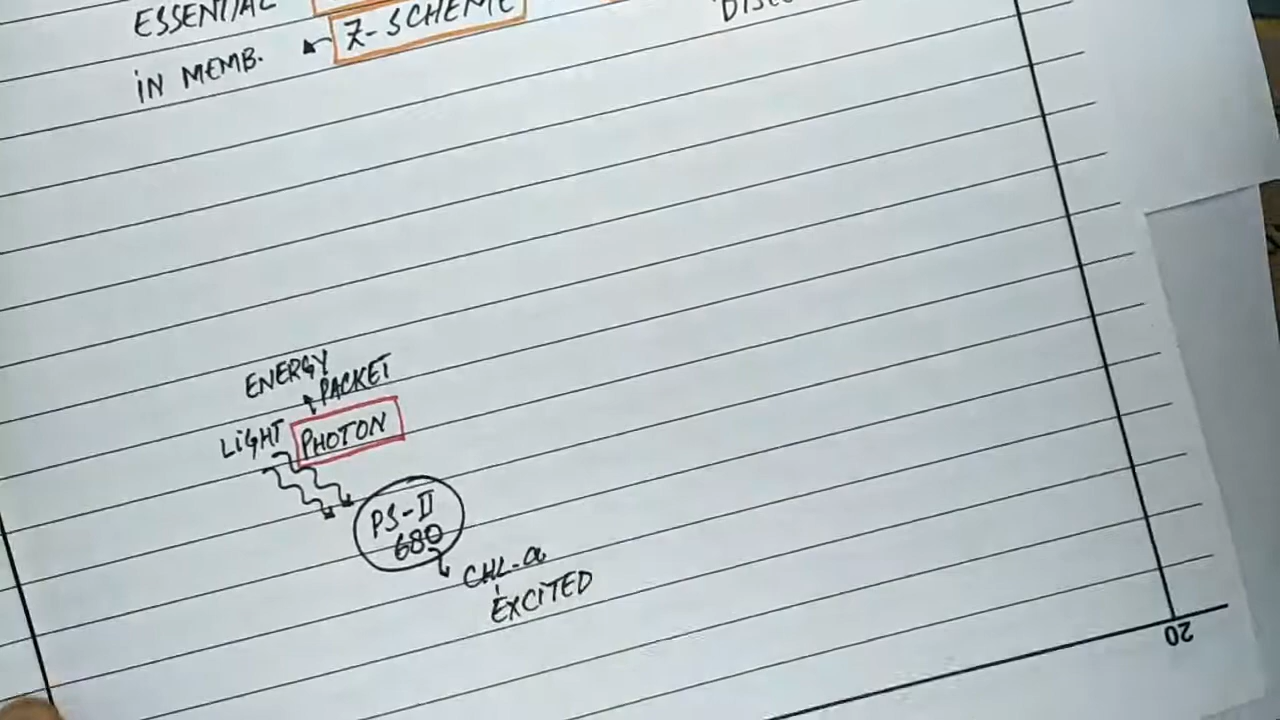 ESSENTIAL
Z-SCHEME
IN MEMB.
ENERGY
PACKET
LIGHT PHOTON
PS-II
680
CHL-a
EXCITED
20